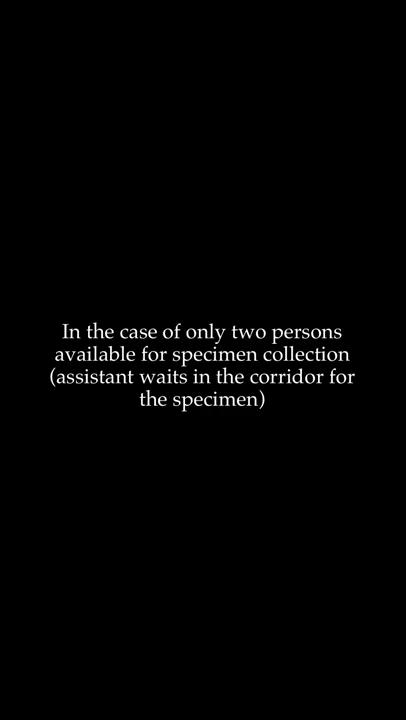 In the case of only two persons
available for specimen collection
(assistant waits in the corridor for
the specimen)